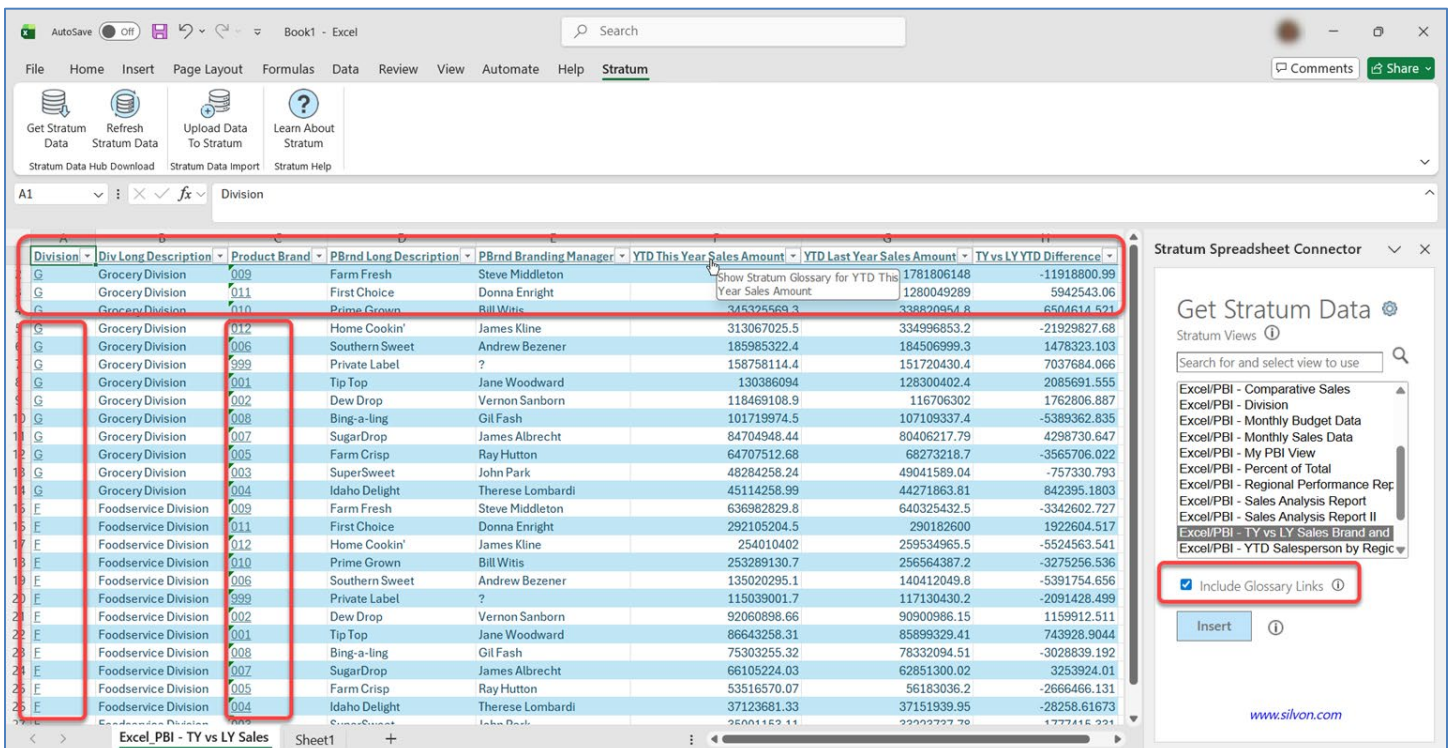 AutoSave Off Book1 - Excel Search
File Home Insert Page Layout Formulas Data Review View Automate Help Stratum Comments Share
Get Stratum Data Refresh Stratum Data Upload Data To Stratum Learn About Stratum
Stratum Data Hub Download Stratum Data Import Stratum Help
A1 fx Division
Division Div Long Description Product Brand PBrnd Long Description PBrnd Branding Manager YTD This Year Sales Amount YTD Last Year Sales Amount TY vs LY YTD Difference
G Grocery Division 009 Farm Fresh Steve Middleton 1781806148 -11918800.99
Show Stratum Glossary for YTD This
Year Sales Amount
G Grocery Division 011 First Choice Donna Enright 1280049289 5942543.06
G Grocery Division 010 Prime Grown Bill Witis 345325569.3 338820954.8 6504614.521
5 G Grocery Division 012 Home Cookin' James Kline 313067025.5 334996853.2 -21929827.68
6 G Grocery Division 006 Southern Sweet Andrew Bezener 185985322.4 184506999.3 1478323.103
7 G Grocery Division 999 Private Label ? 158758114.4 151720430.4 7037684.066
8 G Grocery Division 001 Tip Top Jane Woodward 130386094 128300402.4 2085691.555
9 G Grocery Division 002 Dew Drop Vernon Sanborn 118469108.9 116706302 1762806.887
10 G Grocery Division 008 Bing-a-ling Gil Fash 101719974.5 107109337.4 -5389362.835
11 G Grocery Division 007 SugarDrop James Albrecht 84704948.44 80406217.79 4298730.647
12 G Grocery Division 005 Farm Crisp Ray Hutton 64707512.68 68273218.7 -3565706.022
13 G Grocery Division 003 SuperSweet John Park 48284258.24 49041589.04 -757330.793
14 G Grocery Division 004 Idaho Delight Therese Lombardi 45114258.99 44271863.81 842395.1803
15 F Foodservice Division 009 Farm Fresh Steve Middleton 636982829.8 640325432.5 -3342602.727
16 F Foodservice Division 011 First Choice Donna Enright 292105204.5 290182600 1922604.517
17 F Foodservice Division 012 Home Cookin' James Kline 254010402 259534965.5 -5524563.541
18 F Foodservice Division 010 Prime Grown Bill Witis 253289130.7 256564387.2 -3275256.536
19 F Foodservice Division 006 Southern Sweet Andrew Bezener 135020295.1 140412049.8 -5391754.656
20 F Foodservice Division 999 Private Label ? 115039001.7 117130430.2 -2091428.499
21 F Foodservice Division 002 Dew Drop Vernon Sanborn 92060898.66 90900986.15 1159912.511
22 F Foodservice Division 001 Tip Top Jane Woodward 86643258.31 85899329.41 743928.9044
23 F Foodservice Division 008 Bing-a-ling Gil Fash 75303255.32 78332094.51 -3028839.192
24 F Foodservice Division 007 SugarDrop James Albrecht 66105224.03 62851300.02 3253924.01
25 F Foodservice Division 005 Farm Crisp Ray Hutton 53516570.07 56183036.2 -2666466.131
26 F Foodservice Division 004 Idaho Delight Therese Lombardi 37123681.33 37151939.95 -28258.61673
Excel_PBI - TY vs LY Sales Sheet1
Stratum Spreadsheet Connector
Get Stratum Data
Stratum Views
Search for and select view to use
Excel/PBI - Comparative Sales
Excel/PBI - Division
Excel/PBI - Monthly Budget Data
Excel/PBI - Monthly Sales Data
Excel/PBI - My PBI View
Excel/PBI - Percent of Total
Excel/PBI - Regional Performance Rep
Excel/PBI - Sales Analysis Report
Excel/PBI - Sales Analysis Report II
Excel/PBI - TY vs LY Sales Brand and
Excel/PBI - YTD Salesperson by Regic
Include Glossary Links
Insert
www.silvon.com